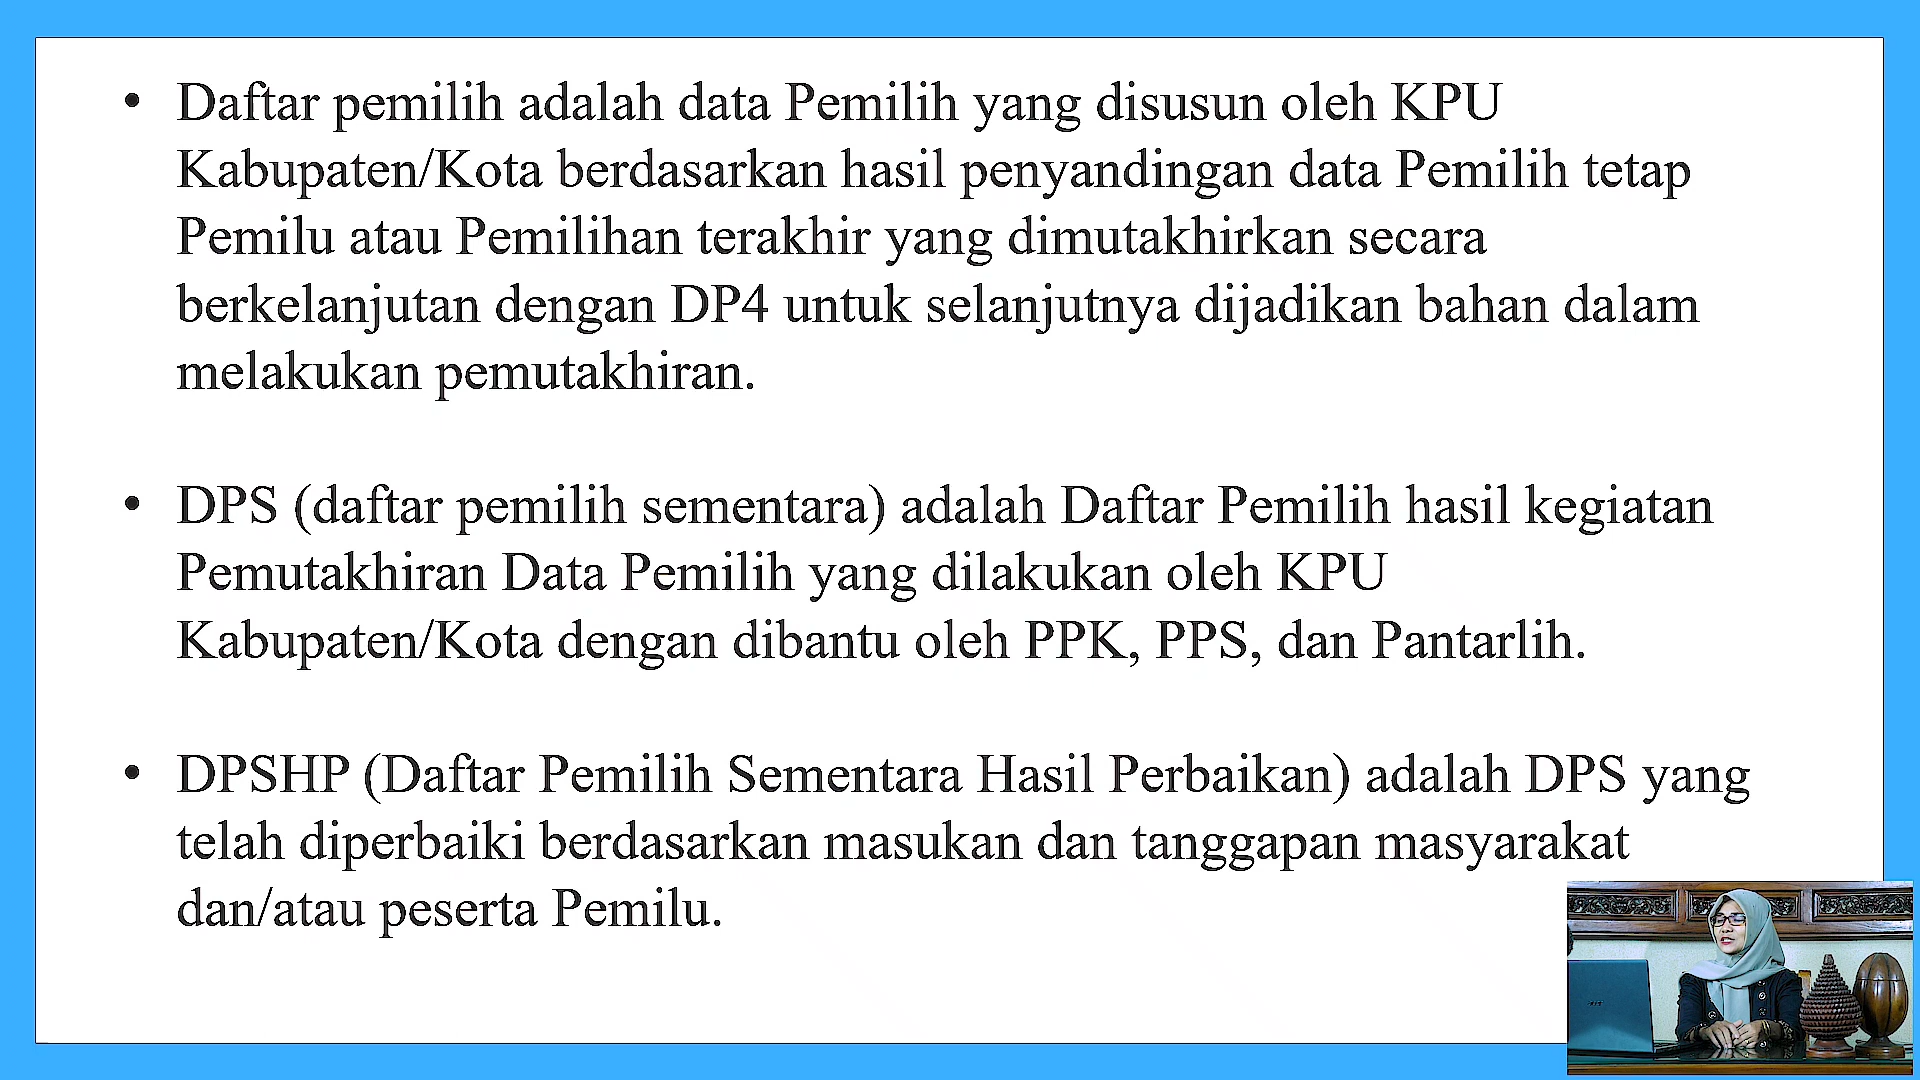 • Daftar pemilih adalah data Pemilih yang disusun oleh KPU
Kabupaten/Kota berdasarkan hasil penyandingan data Pemilih tetap
Pemilu atau Pemilihan terakhir yang dimutakhirkan secara
berkelanjutan dengan DP4 untuk selanjutnya dijadikan bahan dalam
melakukan pemutakhiran.
• DPS (daftar pemilih sementara) adalah Daftar Pemilih hasil kegiatan
Pemutakhiran Data Pemilih yang dilakukan oleh KPU
Kabupaten/Kota dengan dibantu oleh PPK, PPS, dan Pantarlih.
• DPSHP (Daftar Pemilih Sementara Hasil Perbaikan) adalah DPS yang
telah diperbaiki berdasarkan masukan dan tanggapan masyarakat
dan/atau peserta Pemilu.